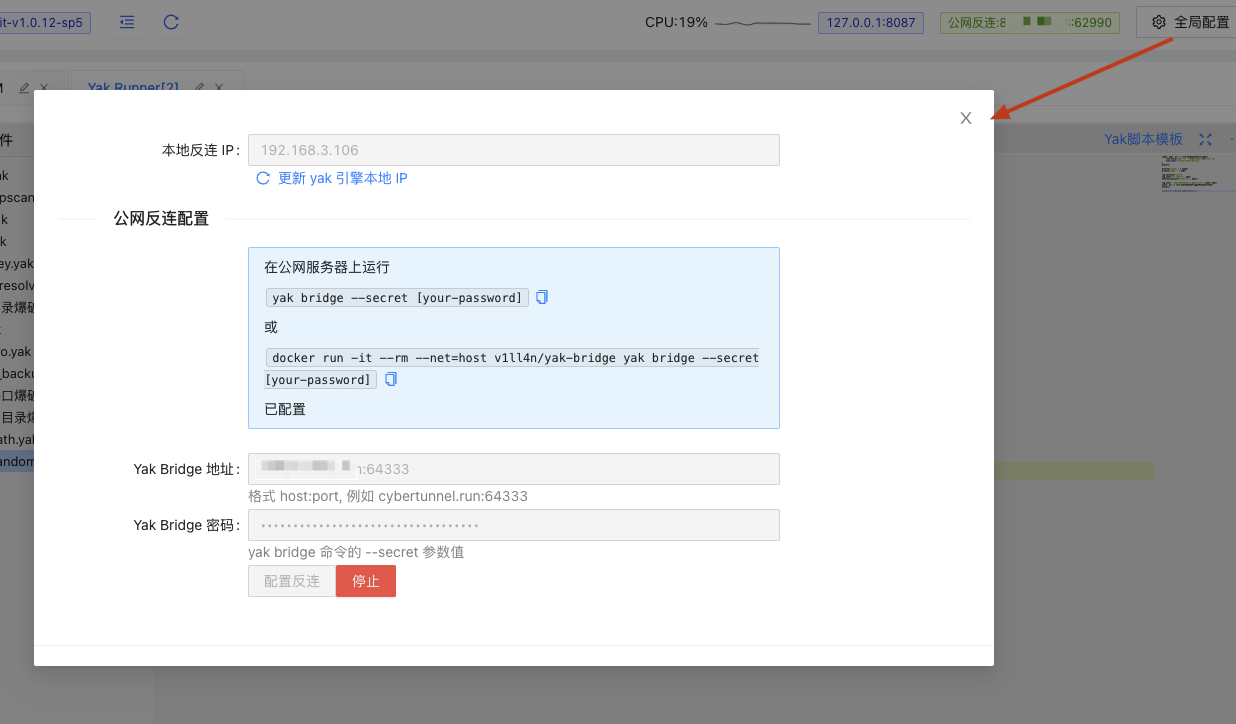 it-v1.0.12-sp5
CPU:19%
127.0.0.1:8087
公网反连:8 :62990
全局配置
Yak Runner[2]
Yak脚本模板
件
X
本地反连 IP:
192.168.3.106
更新 yak 引擎本地 IP
公网反连配置
在公网服务器上运行
yak bridge --secret [your-password]
或
docker run -it --rm --net=host v1ll4n/yak-bridge yak bridge --secret
[your-password]
已配置
Yak Bridge 地址:
:64333
格式 host:port, 例如 cybertunnel.run:64333
Yak Bridge 密码:
yak bridge 命令的 --secret 参数值
配置反连
停止
ak
pscan
k
k
ey.yak
resolv
录爆破
o.yak
_backu
口爆破
目录爆
ath.yak
andom